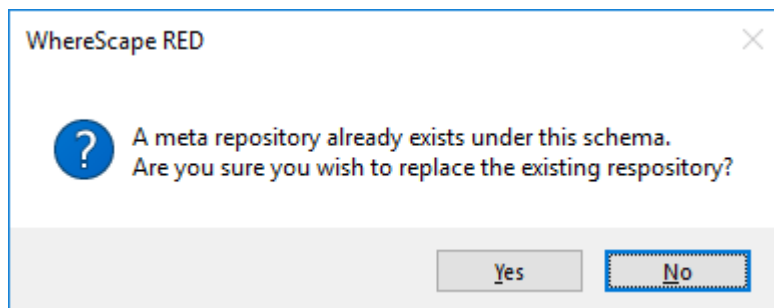 WhereScape RED
?
A meta repository already exists under this schema.
Are you sure you wish to replace the existing respository?
Yes
No